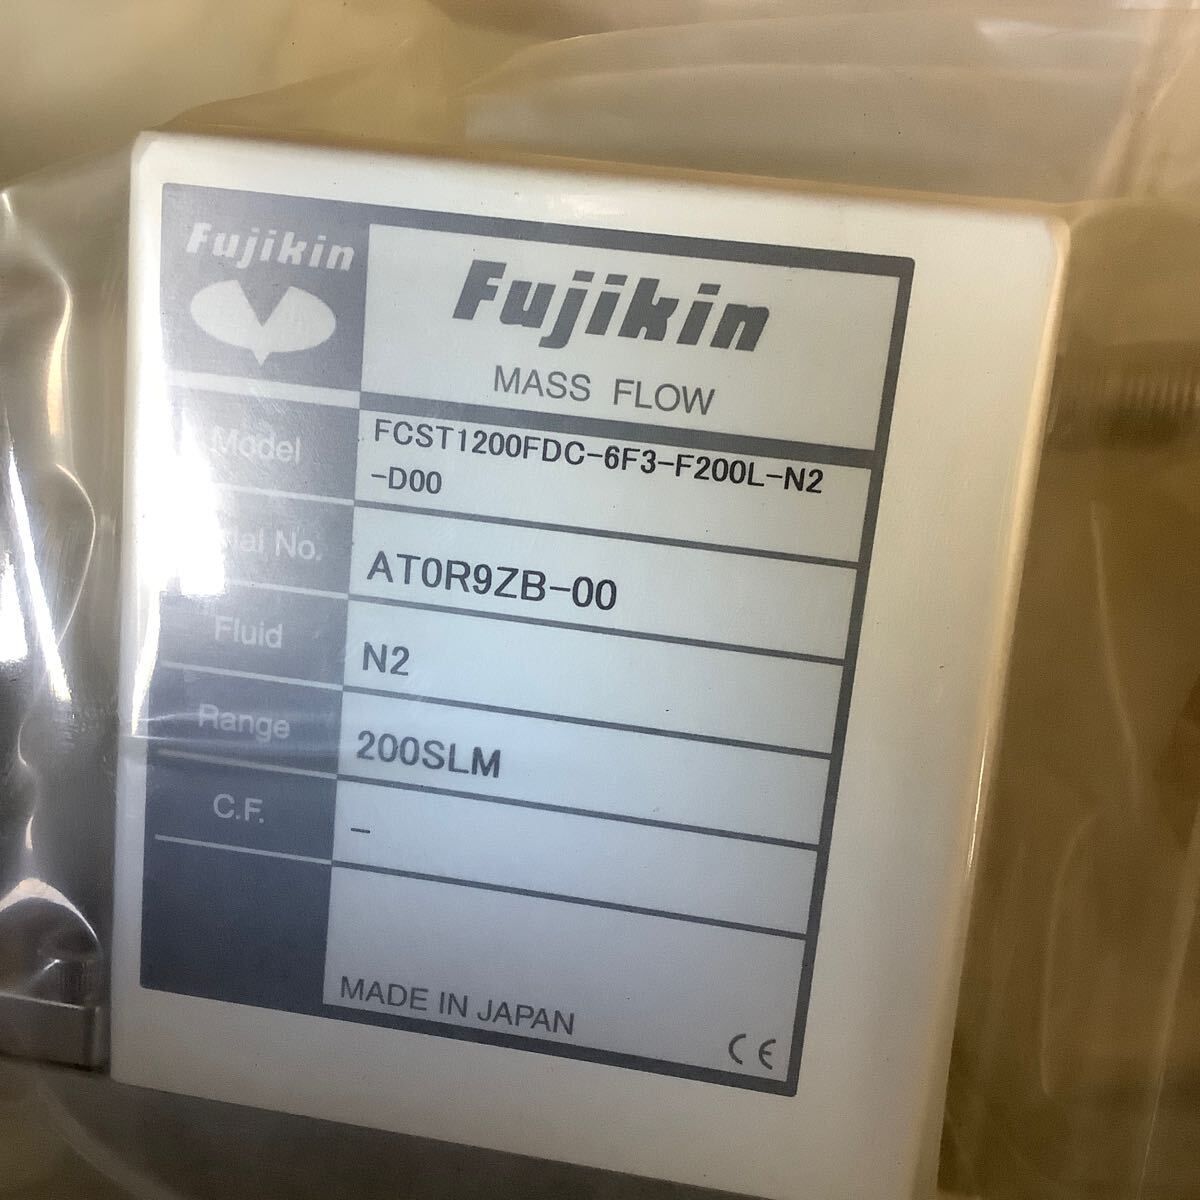 Fujikin
Fujikin
MASS FLOW
Model FCST1200FDC-6F3-F200L-N2
-D00
No. AT0R9ZB-00
Fluid N2
Range 200SLM
C.F. -
MADE IN JAPAN
CE